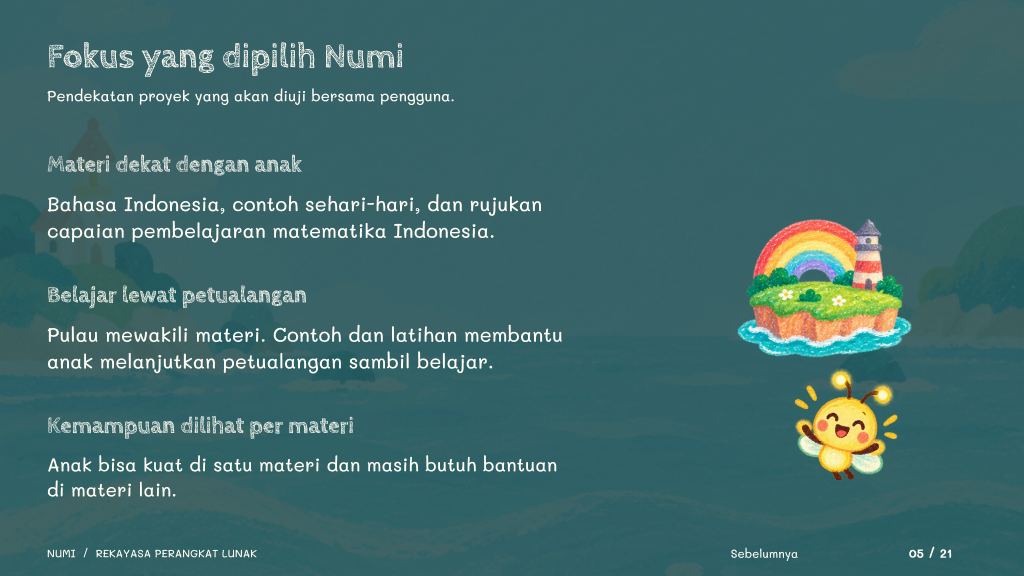 Fokus yang dipilih Numi
Pendekatan proyek yang akan diuji bersama pengguna.
Materi dekat dengan anak
Bahasa Indonesia, contoh sehari-hari, dan rujukan
capaian pembelajaran matematika Indonesia.
Belajar lewat petualangan
Pulau mewakili materi. Contoh dan latihan membantu
anak melanjutkan petualangan sambil belajar.
Kemampuan dilihat per materi
Anak bisa kuat di satu materi dan masih butuh bantuan
di materi lain.
NUMI / REKAYASA PERANGKAT LUNAK
Sebelumnya
05 / 21